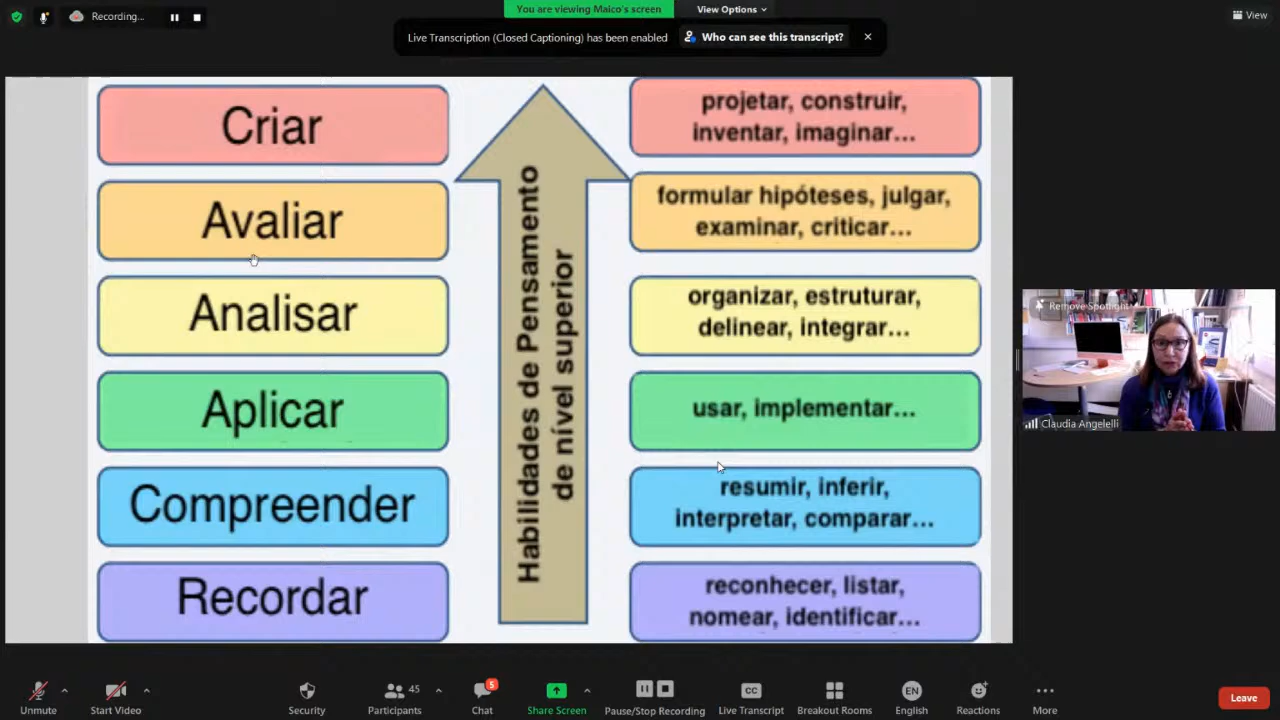 Recording...
You are viewing Maico's screen
View Options
View
Live Transcription (Closed Captioning) has been enabled
Who can see this transcript?
Criar
projetar, construir,
inventar, imaginar...
Avaliar
formular hipóteses, julgar,
examinar, criticar...
Analisar
organizar, estruturar,
delinear, integrar...
Aplicar
usar, implementar...
Compreender
resumir, inferir,
interpretar, comparar...
Recordar
reconhecer, listar,
nomear, identificar...
Habilidades de Pensamento
de nível superior
Remove Spotlight
Claudia Angelelli
Unmute
Start Video
Security
45
Participants
5
Chat
Share Screen
Pause/Stop Recording
CC
Live Transcript
Breakout Rooms
EN
English
Reactions
More
Leave